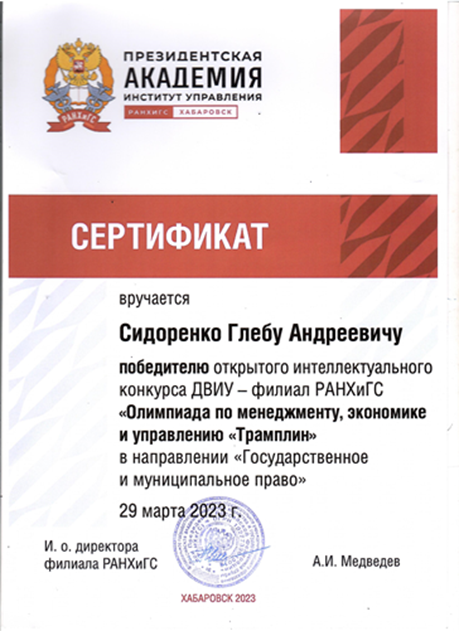 ПРЕЗИДЕНТСКАЯ
АКАДЕМИЯ
ИНСТИТУТ УПРАВЛЕНИЯ
РАНХИГС ХАБАРОВСК
РАНХиГС
СЕРТИФИКАТ
вручается
Сидоренко Глебу Андреевичу
победителю открытого интеллектуального
конкурса ДВИУ – филиал РАНХиГС
«Олимпиада по менеджменту, экономике
и управлению «Трамплин»
в направлении «Государственное
и муниципальное право»
29 марта 2023 г.
И. о. директора
филиала РАНХиГС
А.И. Медведев
ХАБАРОВСК 2023